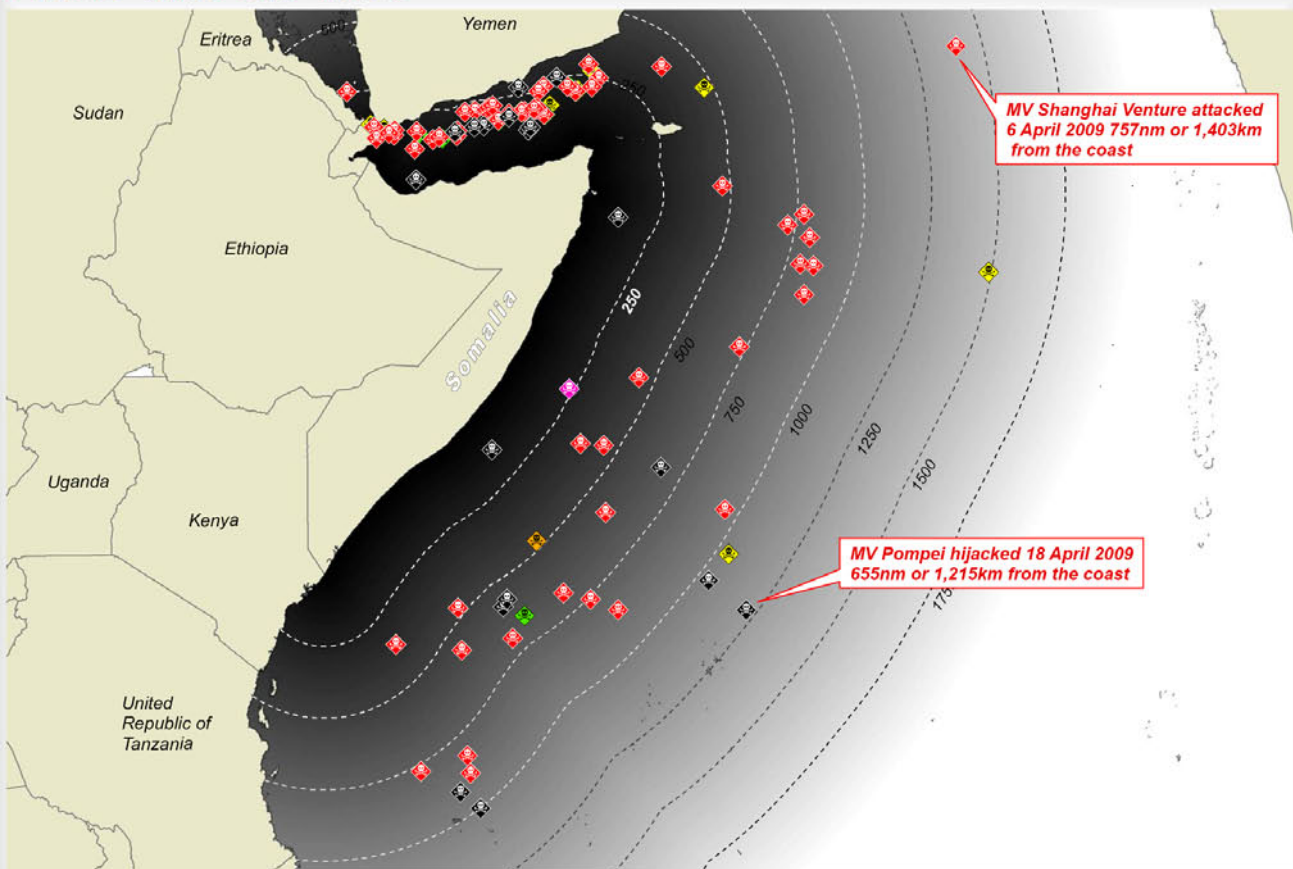 Yemen
Eritrea
500
Sudan
250
MV Shanghai Venture attacked
6 April 2009 757nm or 1,403km
from the coast
Ethiopia
Somalia
250
500
750
1000
1250
1500
Uganda
Kenya
MV Pompei hijacked 18 April 2009
655nm or 1,215km from the coast
United
Republic of
Tanzania